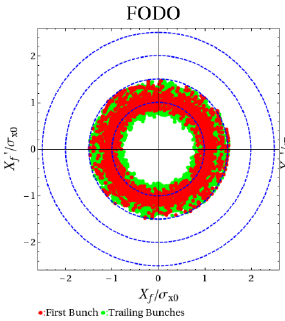 FODO
X_f'/σ_x0
2
1
0
−1
−2
−2
−1
0
1
2
X_f/σ_x0
:First Bunch :Trailing Bunches